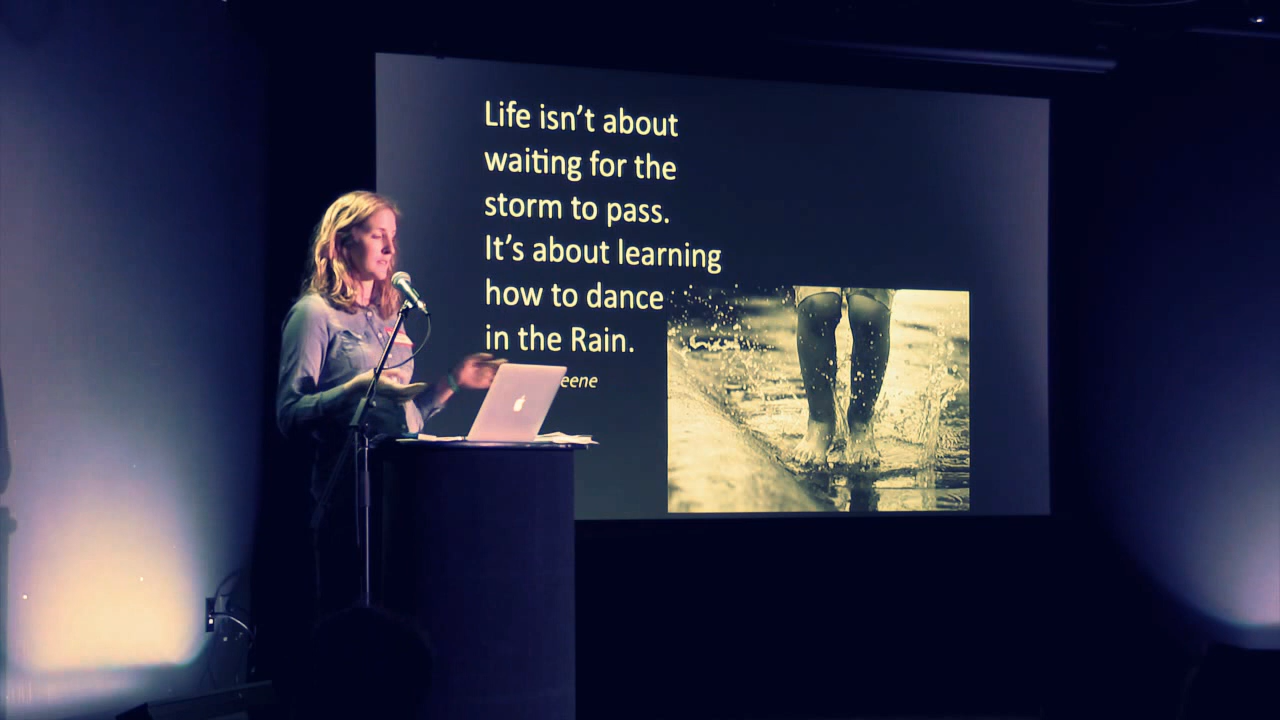 Life isn’t about
waiting for the
storm to pass.
It’s about learning
how to dance
in the Rain.